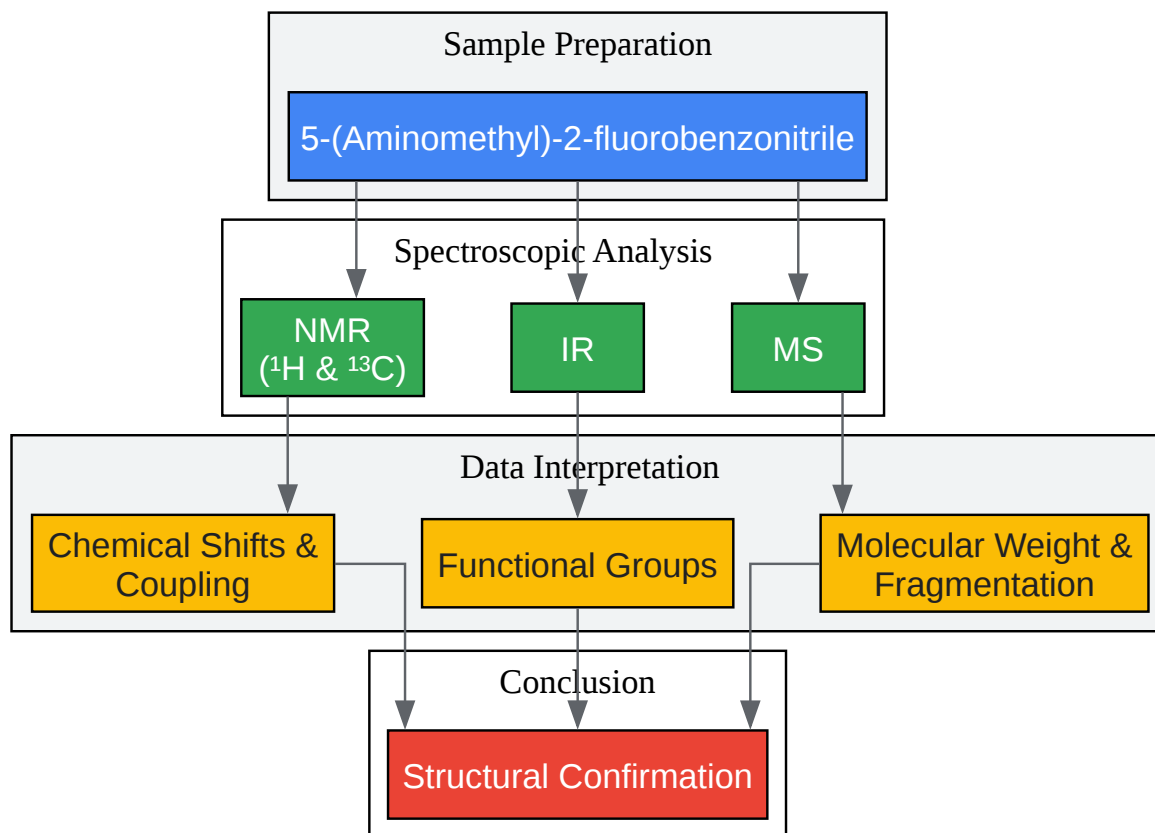 Sample Preparation
5-(Aminomethyl)-2-fluorobenzonitrile
Spectroscopic Analysis
NMR
(¹H & ¹³C)
IR
MS
Data Interpretation
Chemical Shifts &
Coupling
Functional Groups
Molecular Weight &
Fragmentation
Conclusion
Structural Confirmation